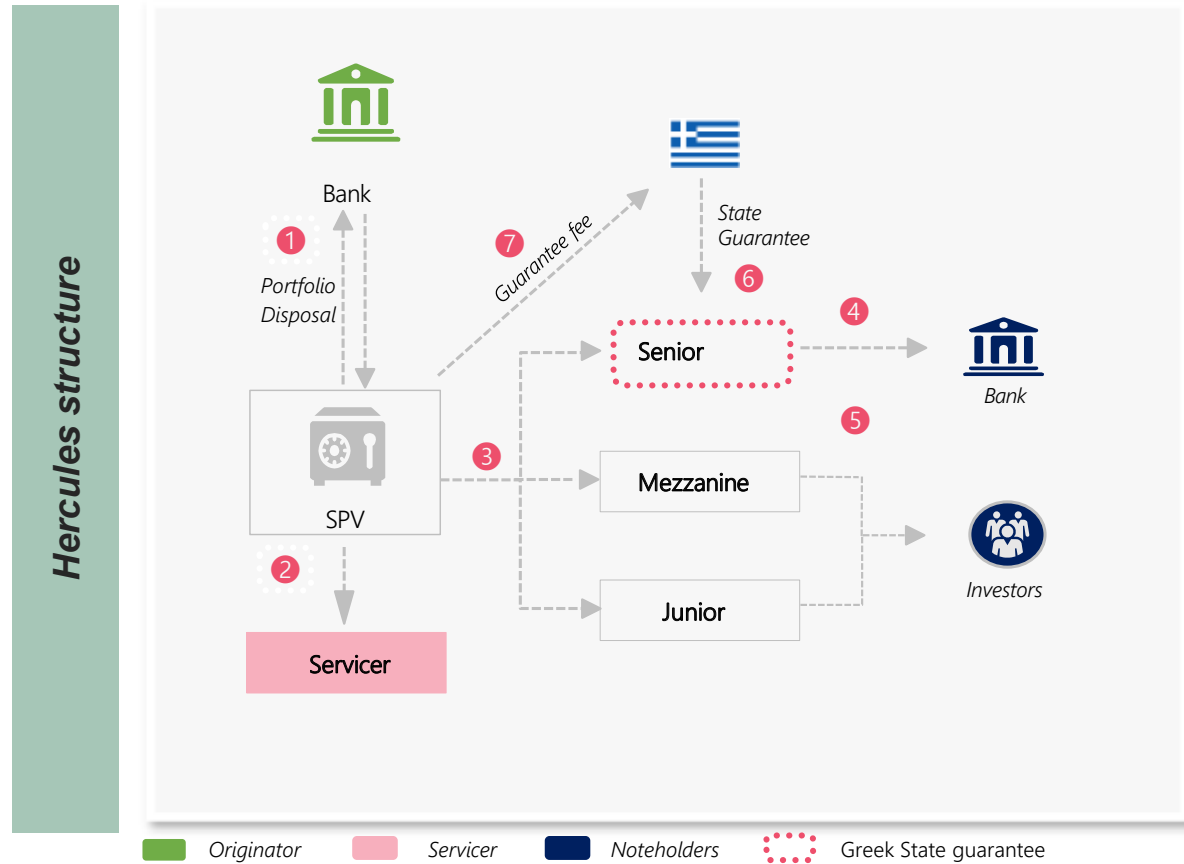 Hercules structure
Bank
1
Portfolio
Disposal
7
Guarantee fee
State
Guarantee
6
Senior
4
Bank
5
3
Mezzanine
SPV
2
Investors
Junior
Servicer
Originator
Servicer
Noteholders
Greek State guarantee